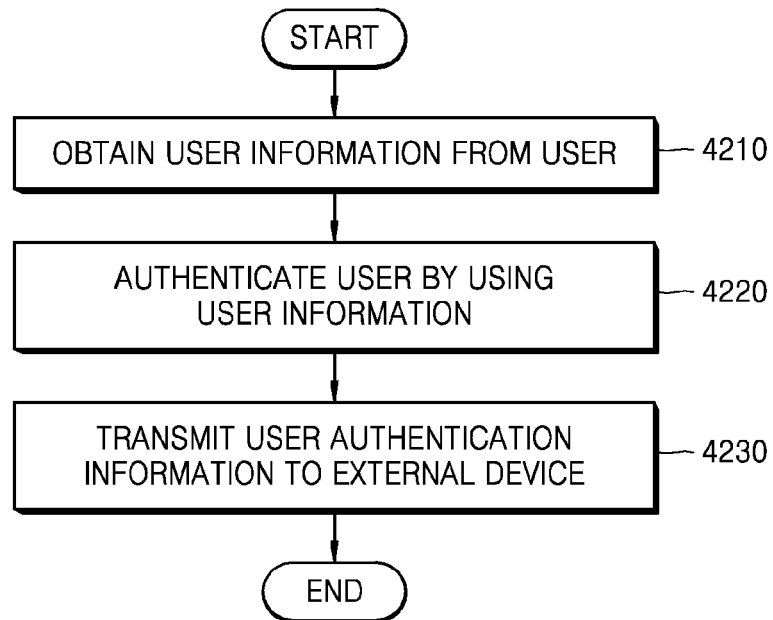 START
OBTAIN USER INFORMATION FROM USER
4210
AUTHENTICATE USER BY USING
USER INFORMATION
4220
TRANSMIT USER AUTHENTICATION
INFORMATION TO EXTERNAL DEVICE
4230
END